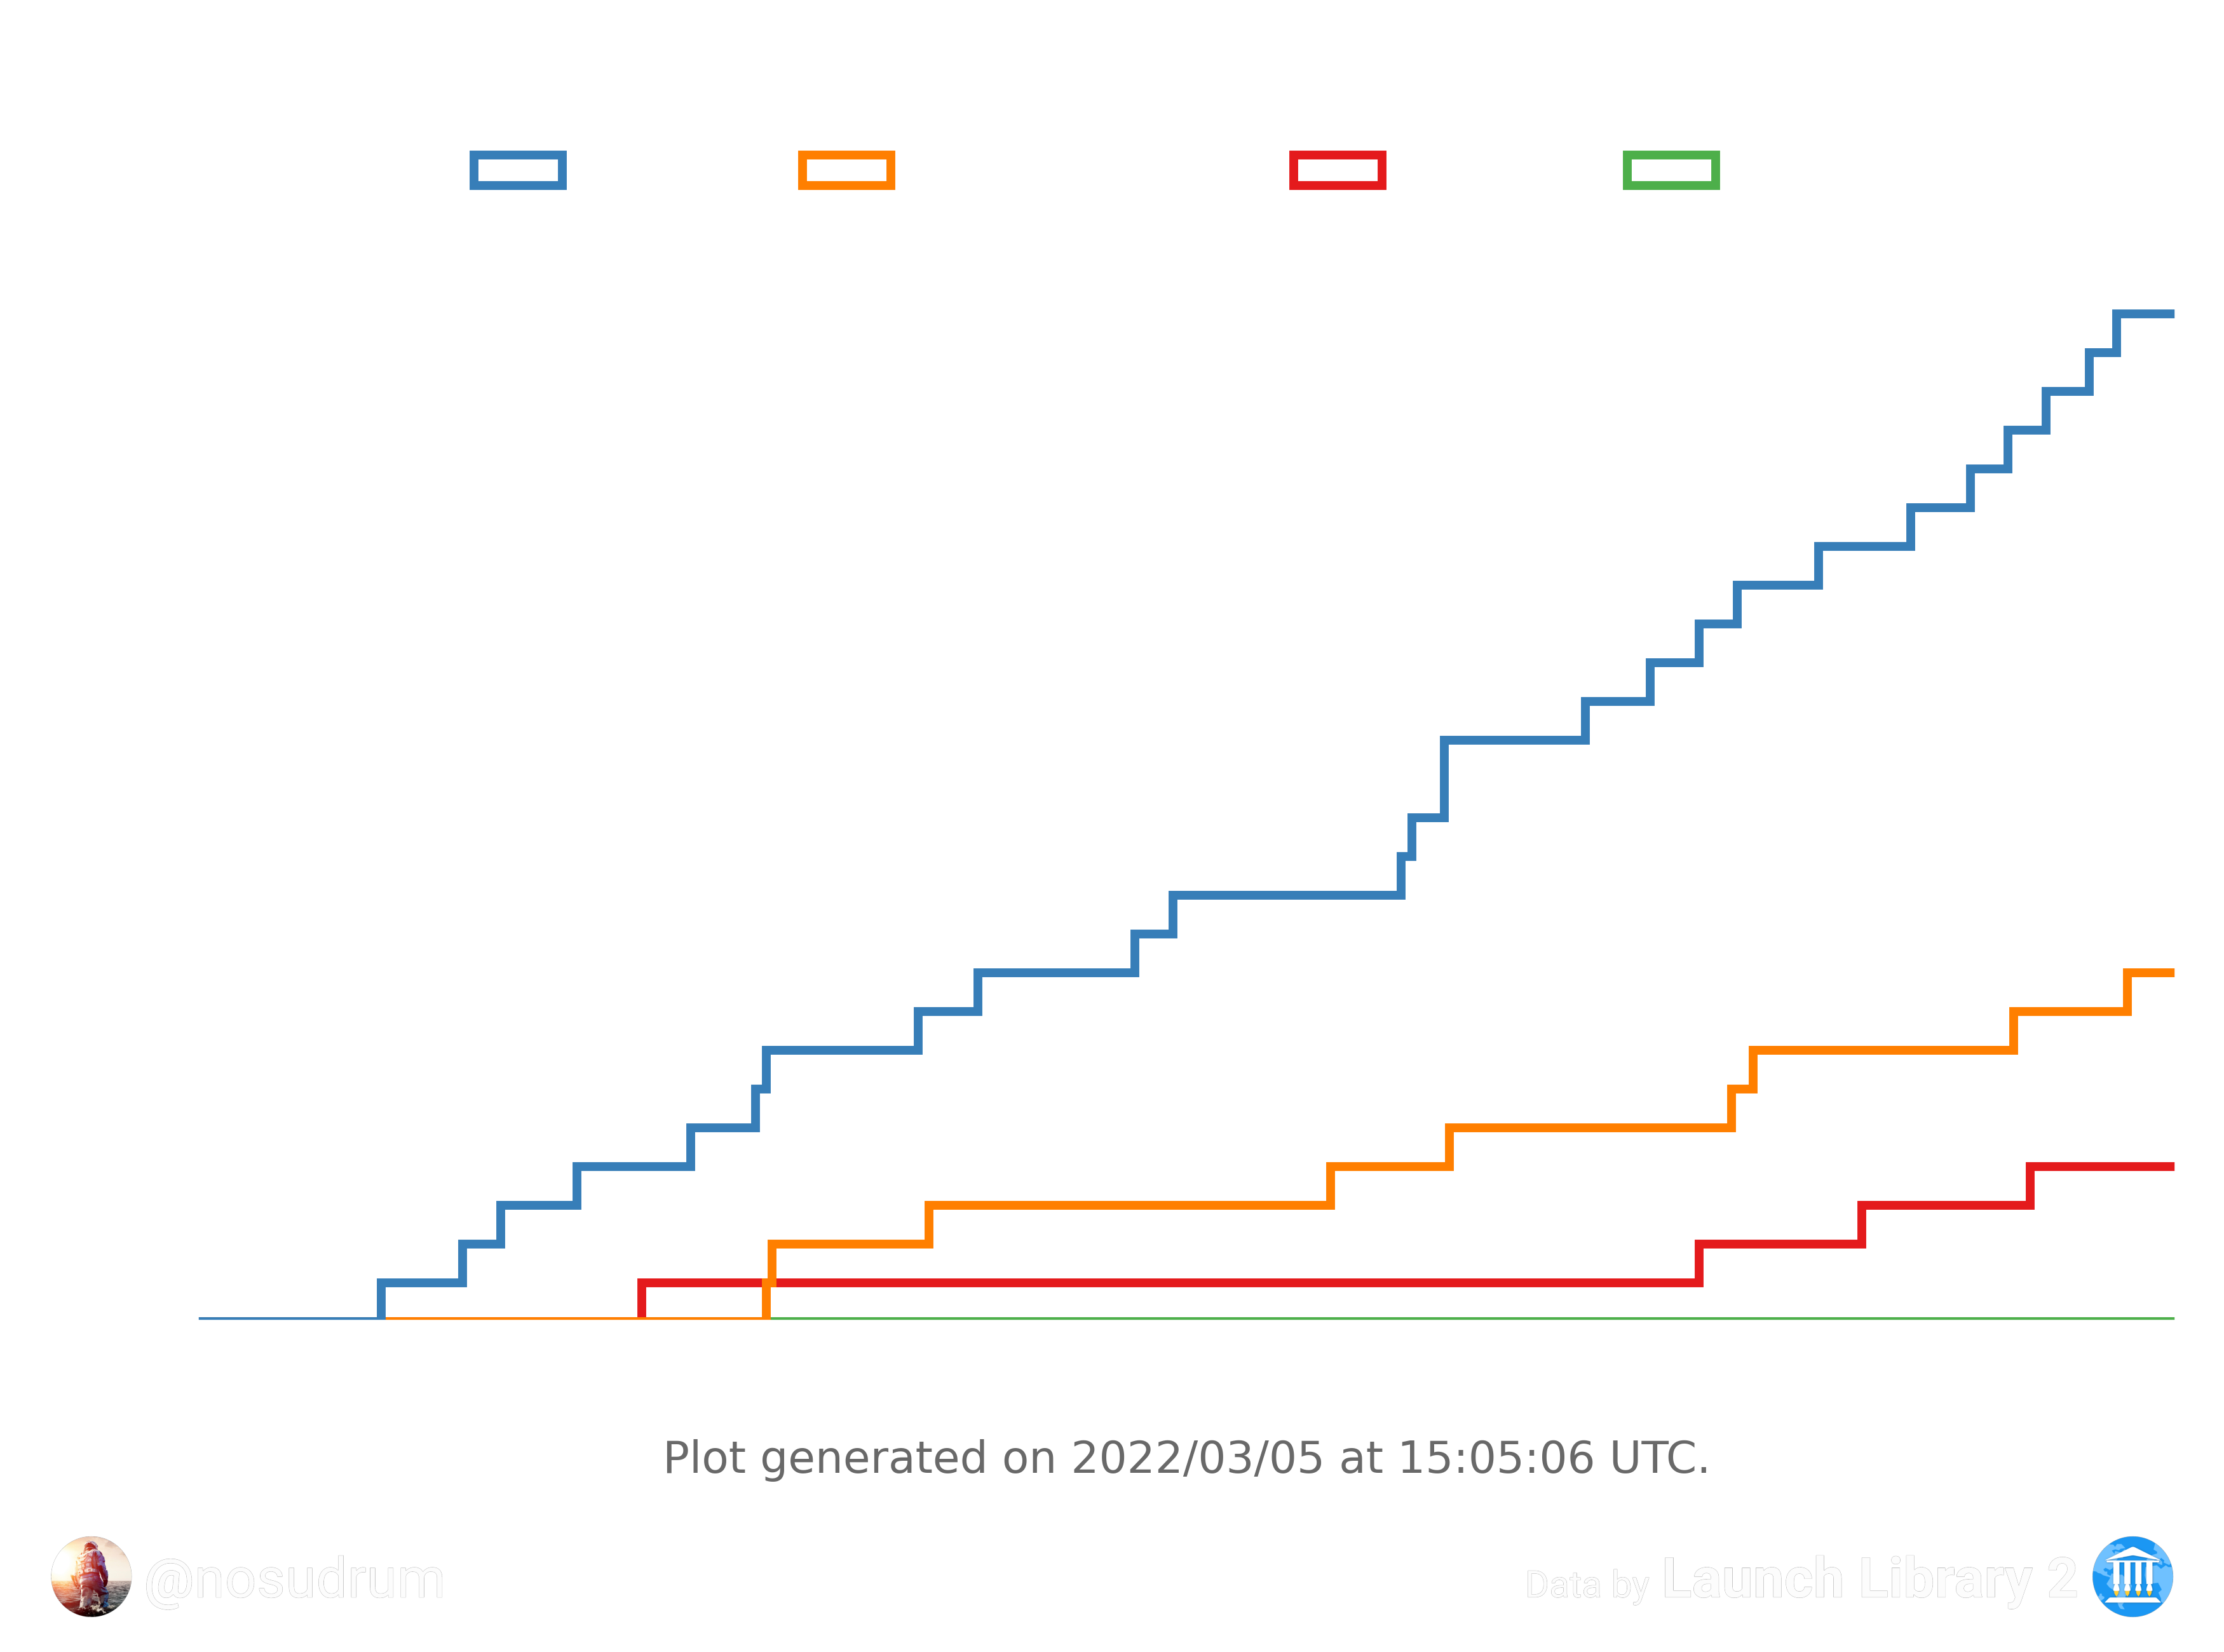 Plot generated on 2022/03/05 at 15:05:06 UTC.
@nosudrum
Data by Launch Library 2